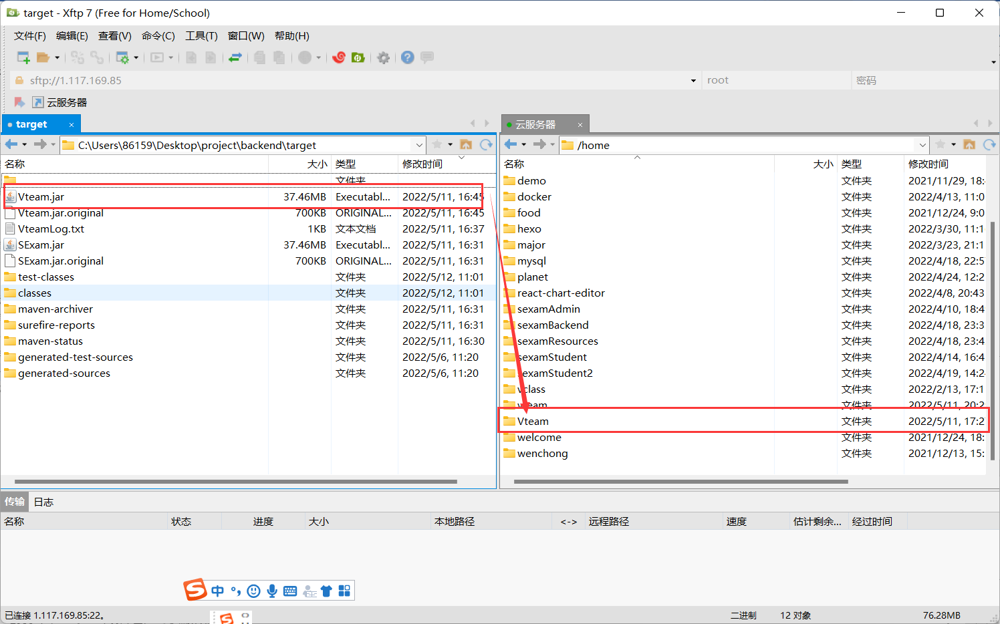 target - Xftp 7 (Free for Home/School)
文件(F) 编辑(E) 查看(V) 命令(C) 工具(T) 窗口(W) 帮助(H)
sftp://1.117.169.85 root 密码
云服务器
target 云服务器
C:\Users\86159\Desktop\project\backend\target /home
名称 大小 类型 修改时间
文件夹
Vteam.jar 37.46MB Executabl... 2022/5/11, 16:45
Vteam.jar.original 700KB ORIGINAL... 2022/5/11, 16:45
VteamLog.txt 1KB 文本文档 2022/5/11, 16:37
SExam.jar 37.46MB Executabl... 2022/5/11, 16:31
SExam.jar.original 700KB ORIGINAL... 2022/5/11, 16:31
test-classes 文件夹 2022/5/12, 11:01
classes 文件夹 2022/5/12, 11:01
maven-archiver 文件夹 2022/5/11, 16:31
surefire-reports 文件夹 2022/5/11, 16:31
maven-status 文件夹 2022/5/11, 16:30
generated-test-sources 文件夹 2022/5/6, 11:20
generated-sources 文件夹 2022/5/6, 11:20
名称 大小 类型 修改时间
demo 文件夹 2021/11/29, 18:
docker 文件夹 2022/4/13, 11:0
food 文件夹 2021/12/24, 9:0
hexo 文件夹 2022/3/30, 11:1
major 文件夹 2022/3/23, 21:1
mysql 文件夹 2022/4/18, 22:5
planet 文件夹 2022/4/24, 12:2
react-chart-editor 文件夹 2022/4/8, 20:43
sexamAdmin 文件夹 2022/4/10, 18:4
sexamBackend 文件夹 2022/4/18, 23:3
sexamResources 文件夹 2022/4/18, 23:4
sexamStudent 文件夹 2022/4/14, 16:4
sexamStudent2 文件夹 2022/4/19, 14:2
vclass 文件夹 2022/2/13, 17:1
vteam 文件夹 2022/5/11, 20:2
Vteam 文件夹 2022/5/11, 17:2
welcome 文件夹 2021/12/24, 18:
wenchong 文件夹 2021/12/13, 15:
传输 日志
名称 状态 进度 大小 本地路径 <-> 远程路径 速度 估计剩余... 经过时间
中
已连接 1.117.169.85:22。 二进制 12 对象 76.28MB